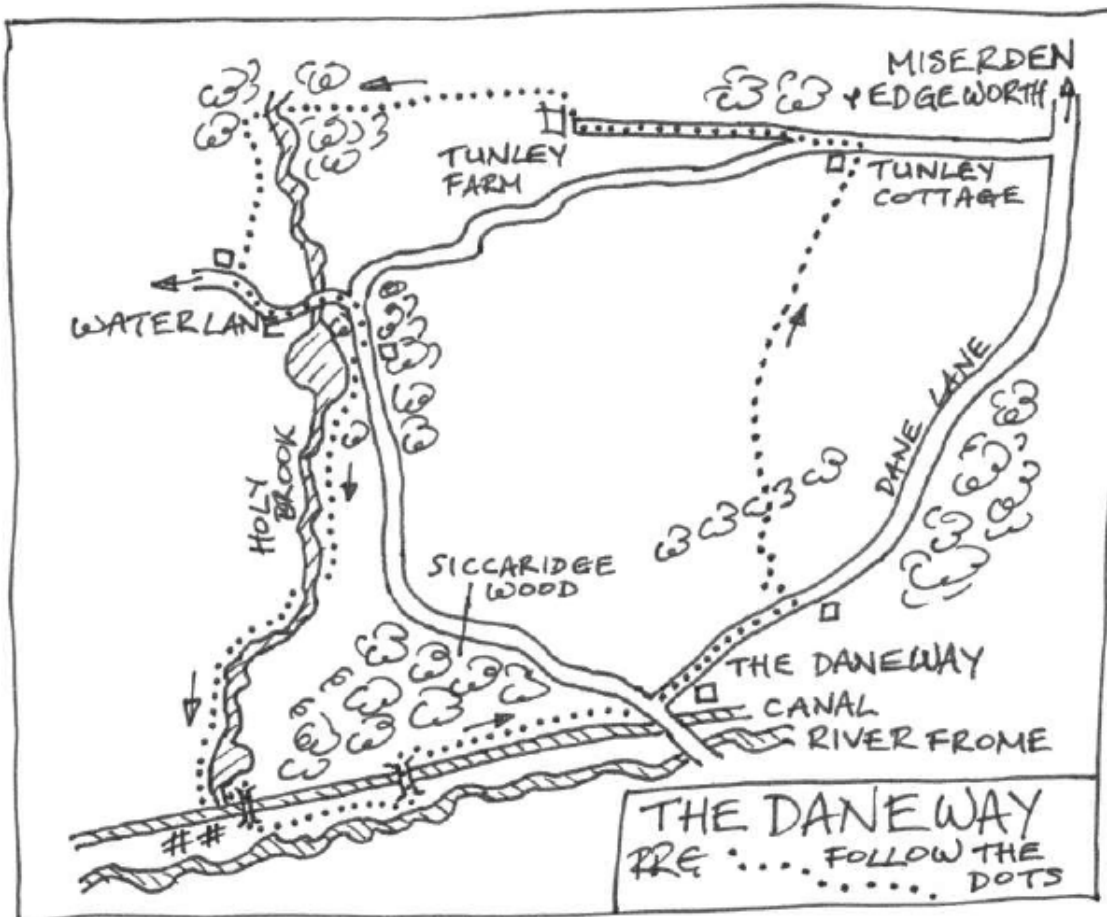 MISERDEN
& EDGEWORTH
TUNLEY
FARM
TUNLEY
COTTAGE
WATERLANE
DANE LANE
HOLY
BROOK
SICCARIDGE
WOOD
THE DANEWAY
CANAL
RIVER FROME
THE DANEWAY
FOLLOW THE
DOTS